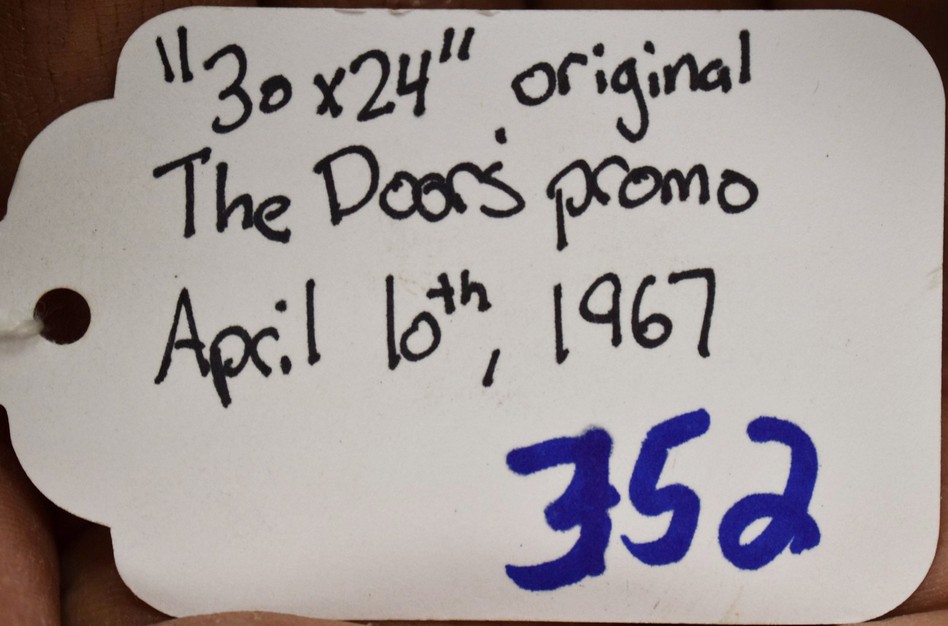 "30x24" original
The Doors' promo
April 10th, 1967
352